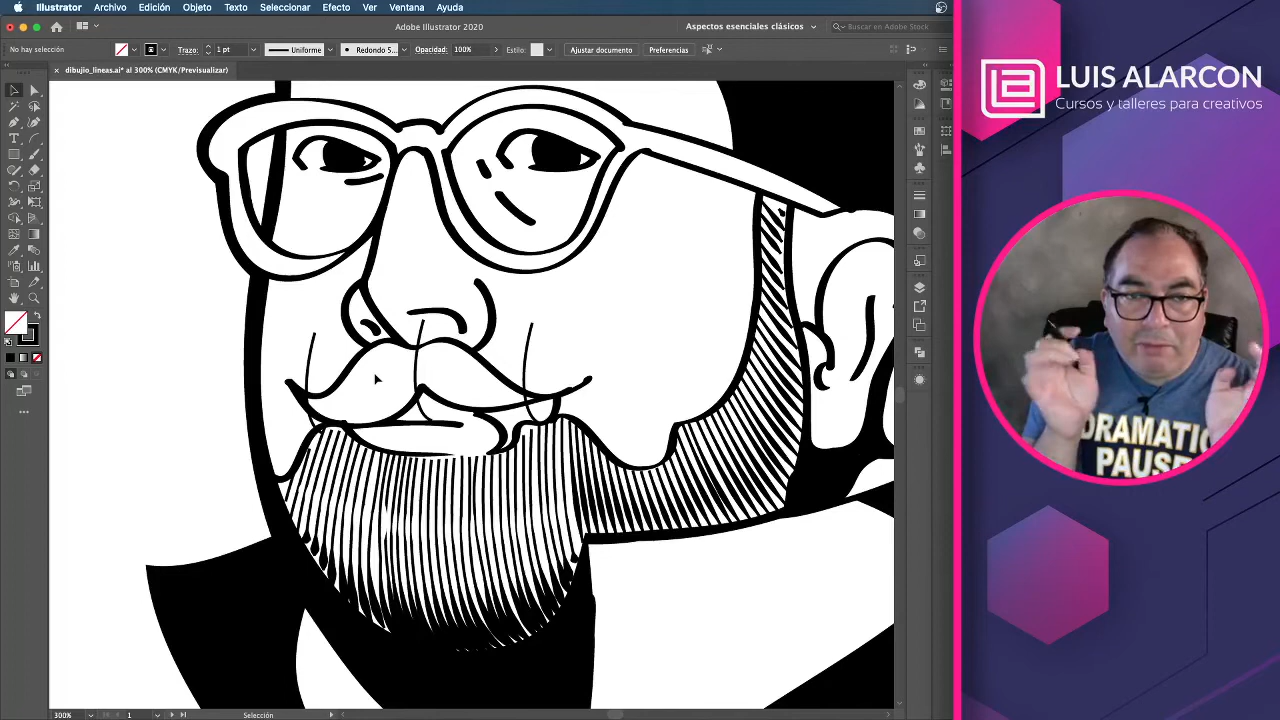 Illustrator Archivo Edición Objeto Texto Seleccionar Efecto Ver Ventana Ayuda
Adobe Illustrator 2020
Aspectos esenciales clásicos
Buscar en Adobe Stock
No hay selección
Trazo: 1 pt
Uniforme
Redondo S...
Opacidad: 100%
Estilo:
Ajustar documento
Preferencias
× dibujio_lineas.ai* al 300% (CMYK/Previsualizar)
LUIS ALARCON
Cursos y talleres para creativos
DRAMATIC
PAUSE
300%
1
Selección